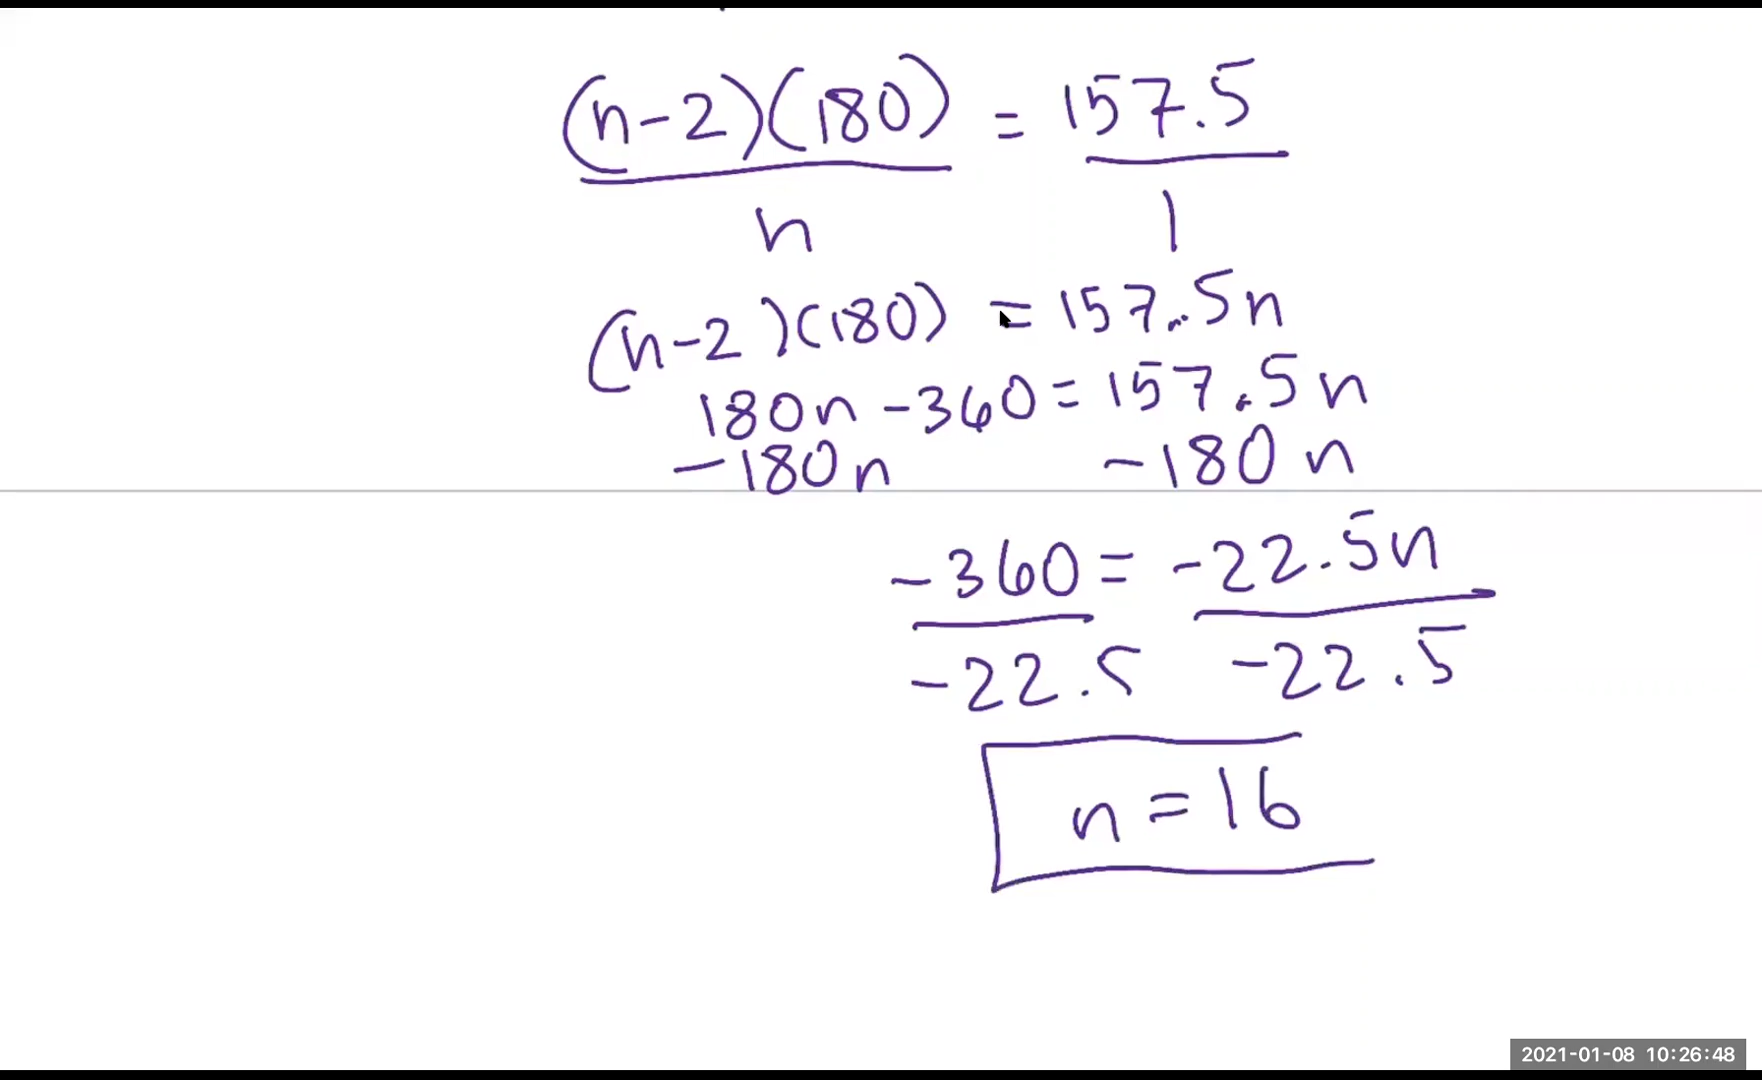 (n-2)(180) = 157.5
n 1
(n-2)(180) = 157.5n
180n - 360 = 157.5n
-180n -180n
-360 = -22.5n
-22.5 -22.5
n = 16
2021-01-08 10:26:48